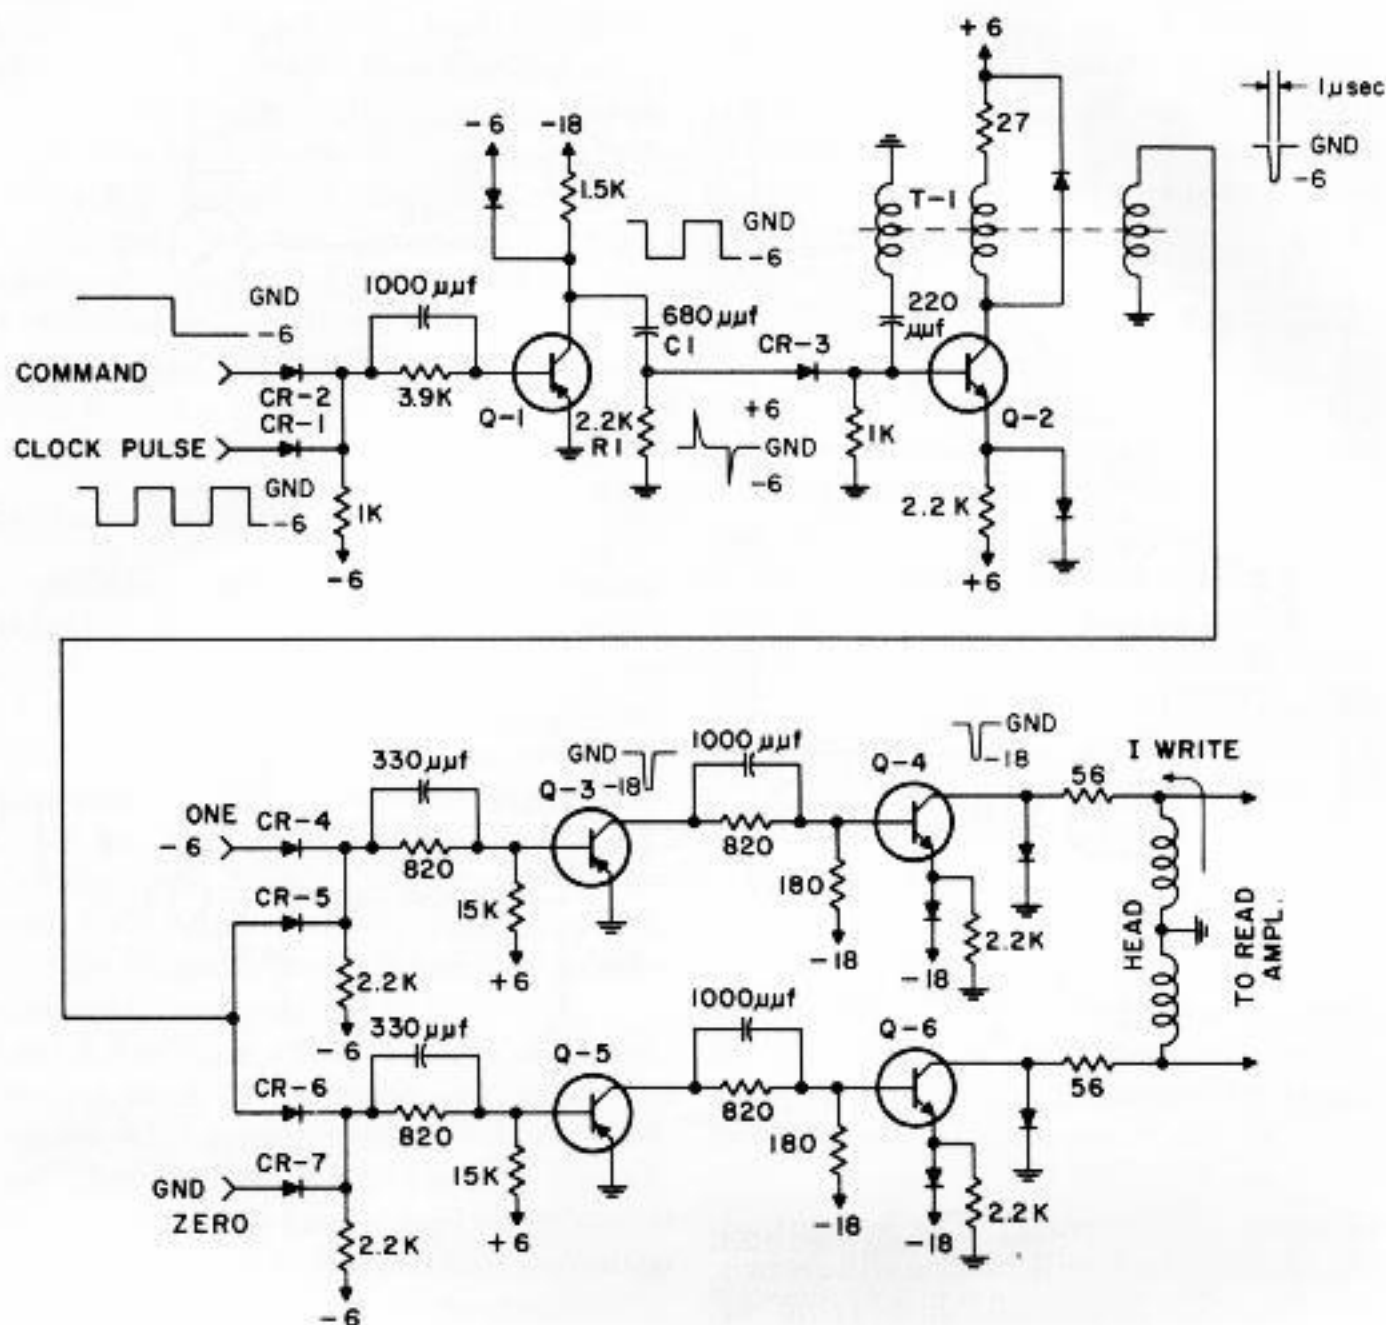 +6
1 μ sec
GND
-6
27
-6
-18
1.5K
T-1
GND
-6
GND
-6
1000 μμf
680 μμf
C1
220
μμf
CR-3
COMMAND
CR-2
3.9K
Q-1
CR-1
CLOCK PULSE
2.2K
R1
+6
GND
-6
1K
Q-2
GND
-6
1K
-6
2.2K
+6
330 μμf
GND
-18
Q-3
1000 μμf
Q-4
GND
-18
56
I WRITE
ONE
-6
CR-4
820
820
CR-5
15K
180
-18
-18
2.2K
HEAD
TO READ
AMPL.
2.2K
-6
+6
330 μμf
Q-5
1000 μμf
Q-6
CR-6
820
820
56
CR-7
GND
ZERO
15K
180
2.2K
+6
-18
-18
2.2K
-6